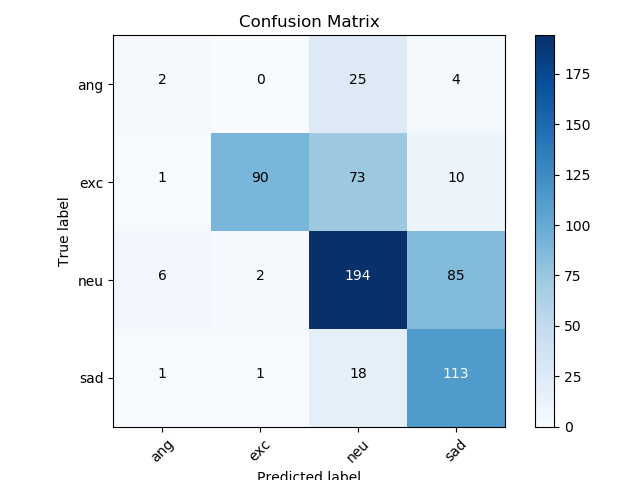 Confusion Matrix
ang 2 0 25 4
exc 1 90 73 10
neu 6 2 194 85
sad 1 1 18 113
ang exc neu sad
True label
Predicted label
175
150
125
100
75
50
25
0